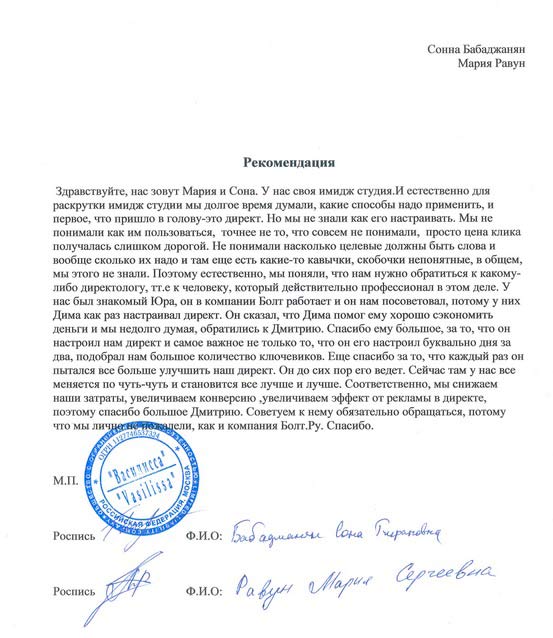 Сонна Бабаджанян
Мария Равун
Рекомендация
Здравствуйте, нас зовут Мария и Сона. У нас своя имидж студия.И естественно для
раскрутки имидж студии мы долгое время думали, какие способы надо применить, и
первое, что пришло в голову-это директ. Но мы не знали как его настраивать. Мы не
понимали как им пользоваться, точнее не то, что совсем не понимали, просто цена клика
получалась слишком дорогой. Не понимали насколько целевые должны быть слова и
вообще сколько их надо и там еще есть какие-то кавычки, скобочки непонятные, в общем,
мы этого не знали. Поэтому естественно, мы поняли, что нам нужно обратиться к какому-
либо директологу, тт.е к человеку, который действительно профессионал в этом деле. У
нас был знакомый Юра, он в компании Болт работает и он нам посоветовал, потому у них
Дима как раз настраивал директ. Он сказал, что Дима помог ему хорошо сэкономить
деньги и мы недолго думая, обратились к Дмитрию. Спасибо ему большое, за то, что он
настроил нам директ и самое важное не только то, что он его настроил буквально дня за
два, подобрал нам большое количество ключевиков. Еще спасибо за то, что каждый раз он
пытался все больше улучшить наш директ. Он до сих пор его ведет. Сейчас там у нас все
меняется по чуть-чуть и становится все лучше и лучше. Соответственно, мы снижаем
наши затраты, увеличиваем конверсию ,увеличиваем эффект от рекламы в директе,
поэтому спасибо большое Дмитрию. Советуем к нему обязательно обращаться, потому
что мы лично не пожалели, как и компания Болт.Ру. Спасибо.
ОГРН 1127746537324
"Василисса"
"Vasilissa"
РОССИЙСКАЯ ФЕДЕРАЦИЯ, МОСКВА
М.П.
Роспись Ф.И.О: Сона
Роспись Ф.И.О: Равун Мария Сергеевна